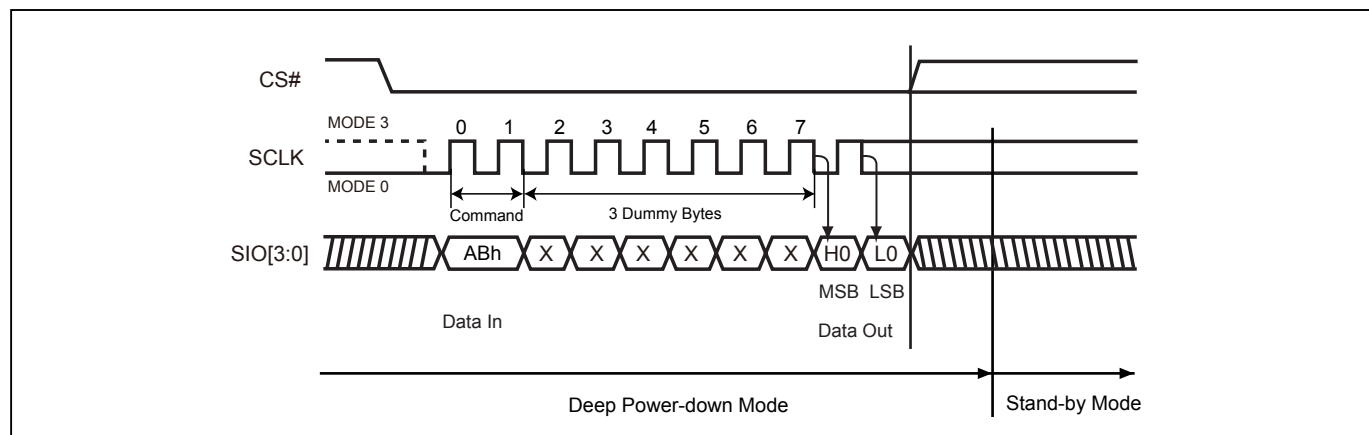 CS#
MODE 3
0 1 2 3 4 5 6 7
SCLK
MODE 0
Command
3 Dummy Bytes
SIO[3:0]
ABh X X X X X X H0 L0
MSB LSB
Data In
Data Out
Deep Power-down Mode
Stand-by Mode